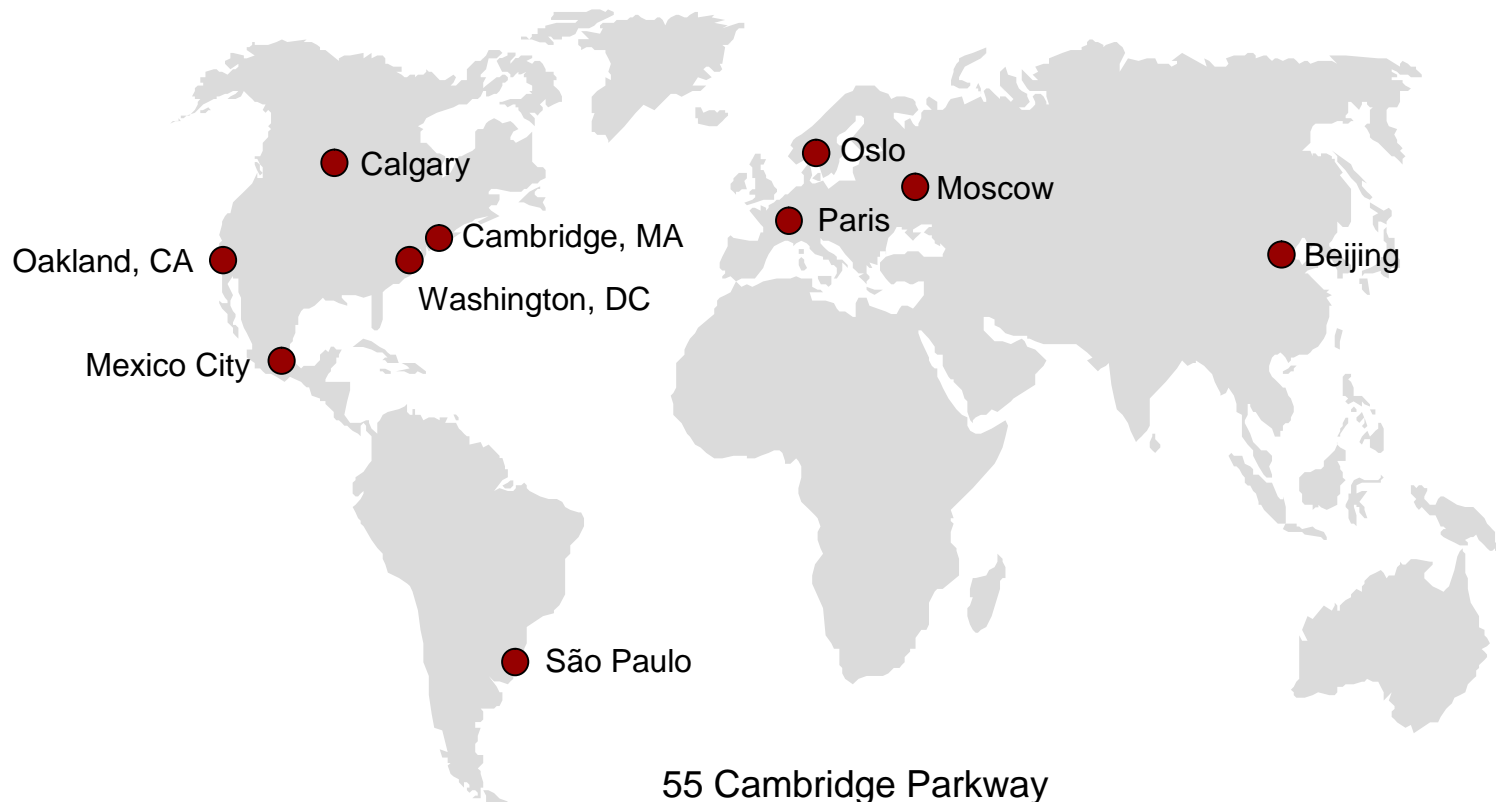 Calgary
Oslo
Moscow
Paris
Cambridge, MA
Oakland, CA
Beijing
Washington, DC
Mexico City
São Paulo
55 Cambridge Parkway